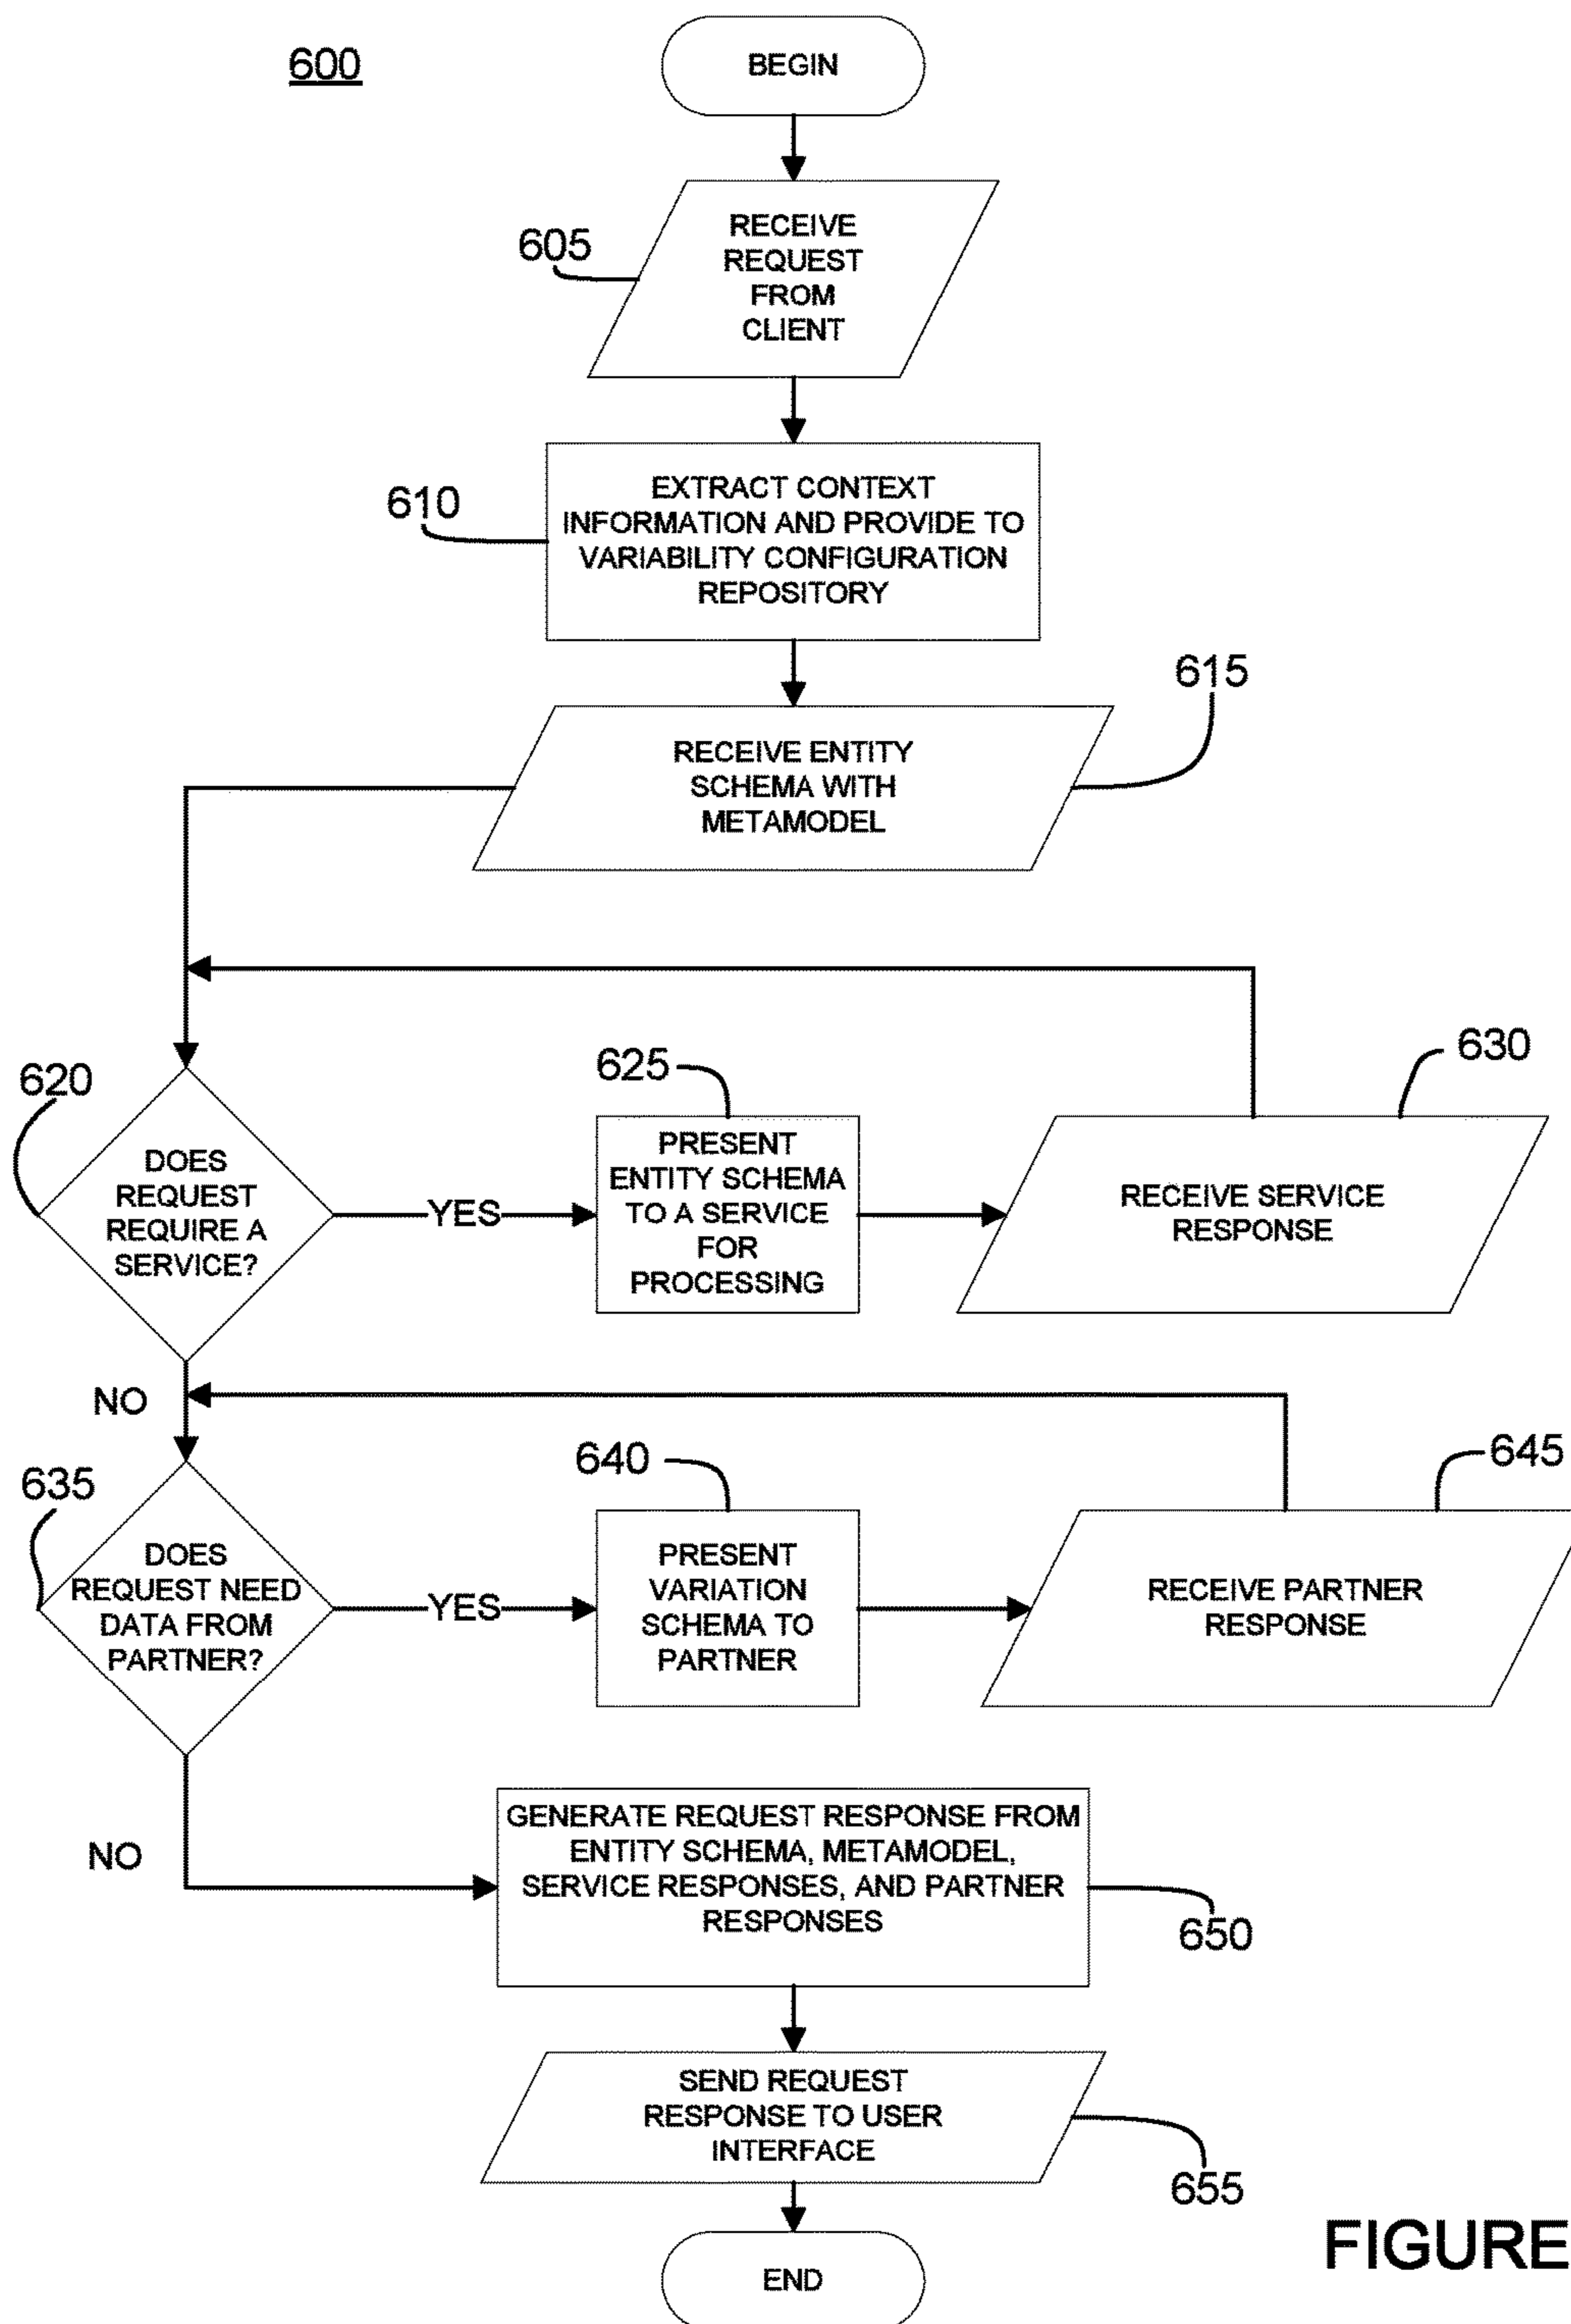 600
BEGIN
605
RECEIVE
REQUEST
FROM
CLIENT
610
EXTRACT CONTEXT
INFORMATION AND PROVIDE TO
VARIABILITY CONFIGURATION
REPOSITORY
615
RECEIVE ENTITY
SCHEMA WITH
METAMODEL
620
DOES
REQUEST
REQUIRE A
SERVICE?
YES
625
PRESENT
ENTITY SCHEMA
TO A SERVICE
FOR
PROCESSING
630
RECEIVE SERVICE
RESPONSE
NO
635
DOES
REQUEST NEED
DATA FROM
PARTNER?
YES
640
PRESENT
VARIATION
SCHEMA TO
PARTNER
645
RECEIVE PARTNER
RESPONSE
NO
GENERATE REQUEST RESPONSE FROM
ENTITY SCHEMA, METAMODEL,
SERVICE RESPONSES, AND PARTNER
RESPONSES
650
SEND REQUEST
RESPONSE TO USER
INTERFACE
655
END
FIGURE